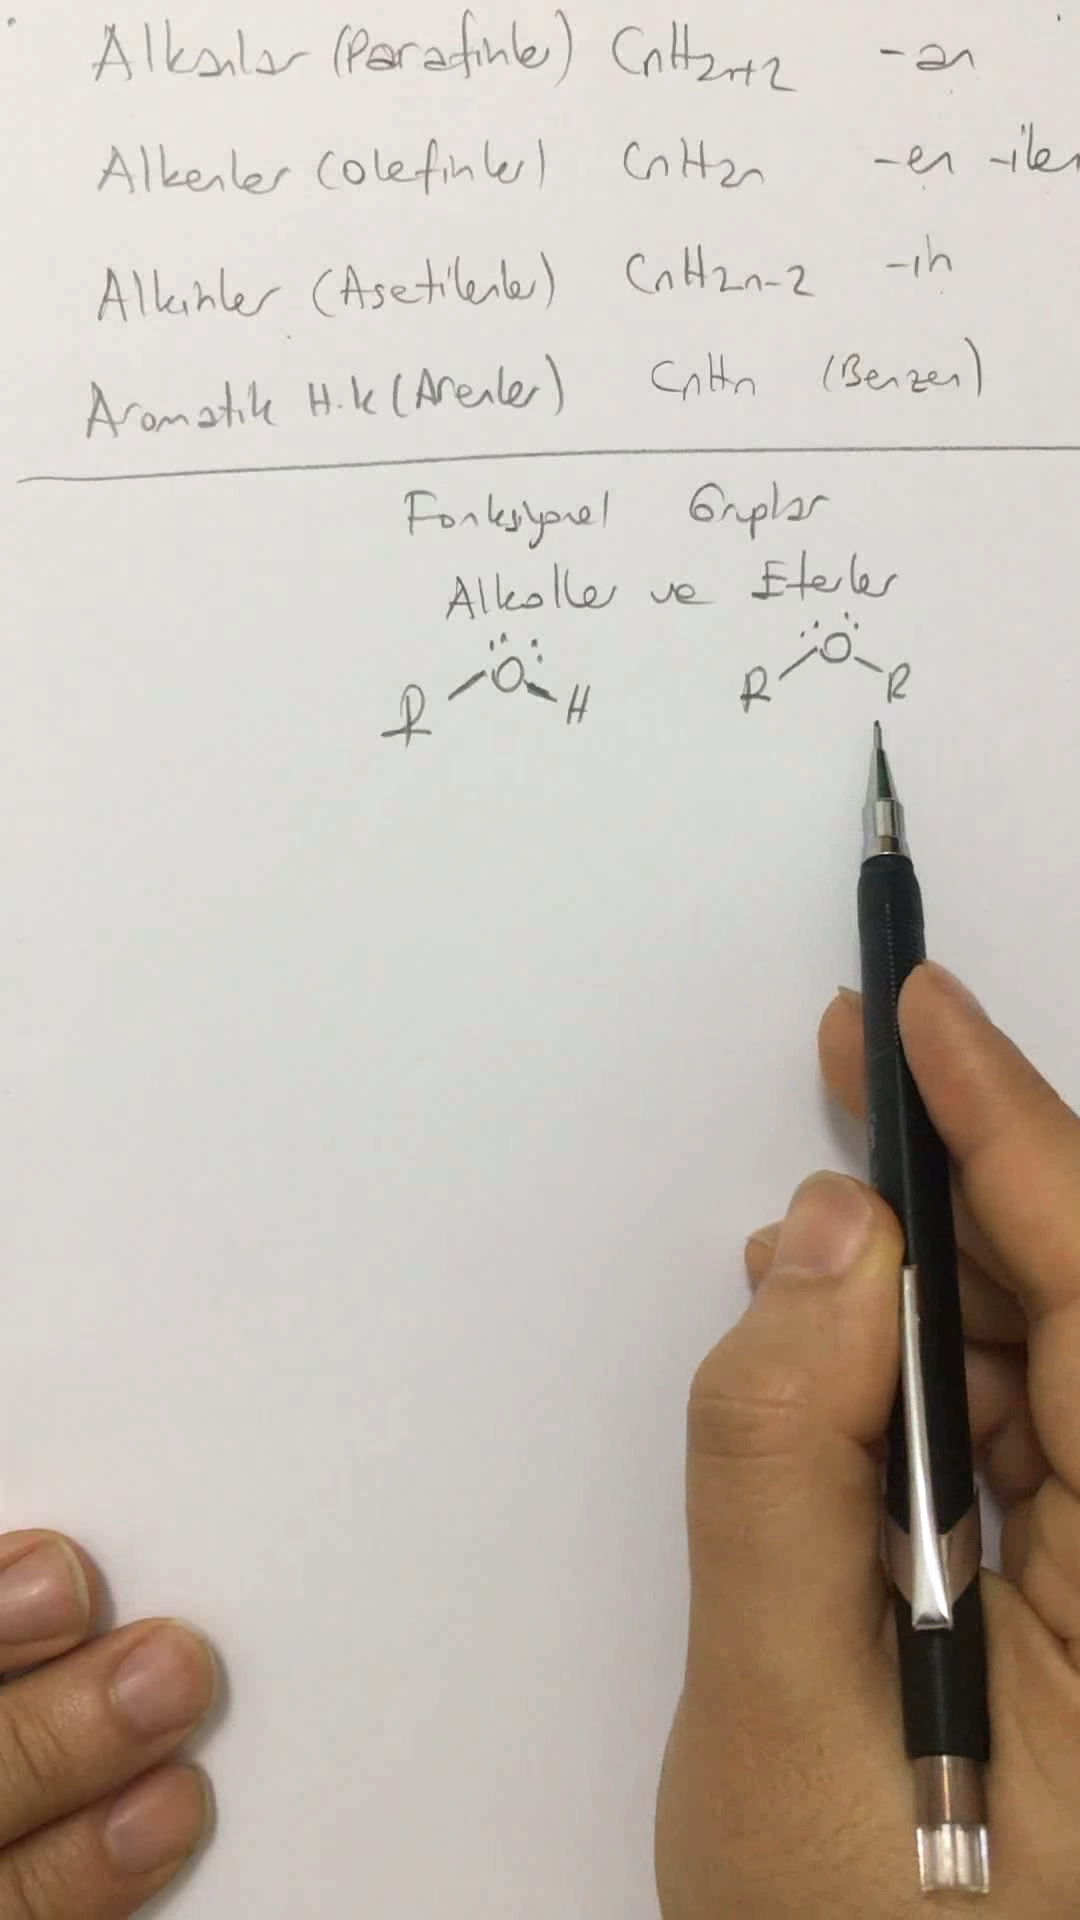 Alkanlar (Parafinler) CnH2n+2 -an
Alkenler (Olefinler) CnH2n -en -ilen
Alkinler (Asetilenler) CnH2n-2 -in
Aromatik H.K (Arenler) CnHn (Benzen)
Fonksiyonel Gruplar
Alkoller ve Eterler
R O H R O R